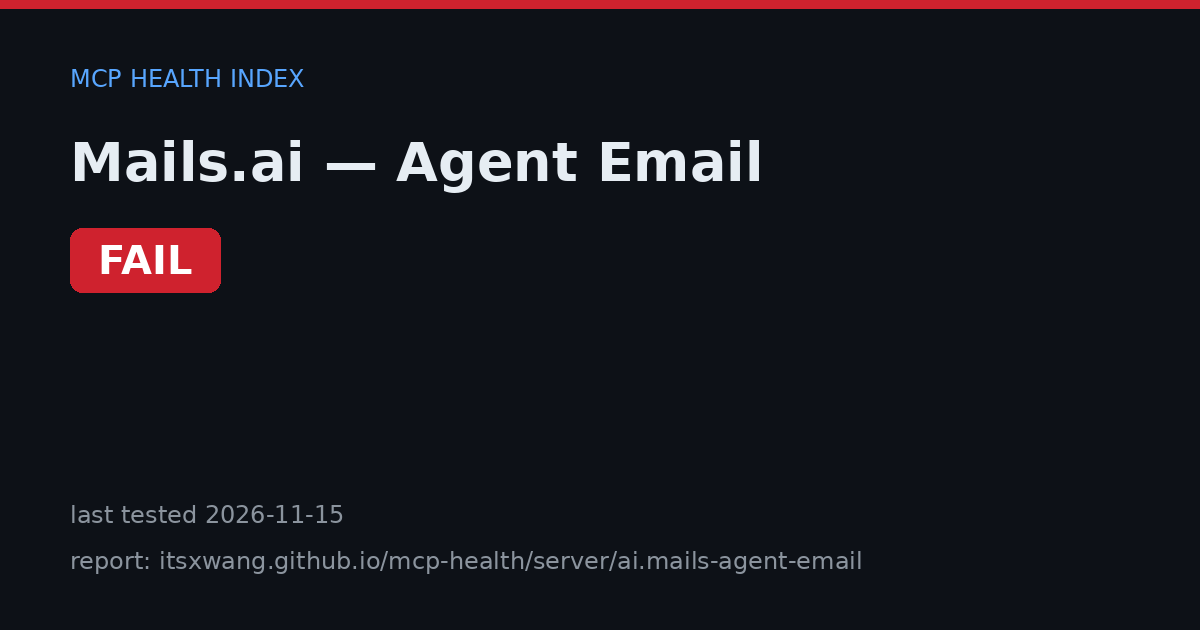 MCP HEALTH INDEX
Mails.ai — Agent Email
FAIL
last tested 2026-11-15
report: itsxwang.github.io/mcp-health/server/ai.mails-agent-email